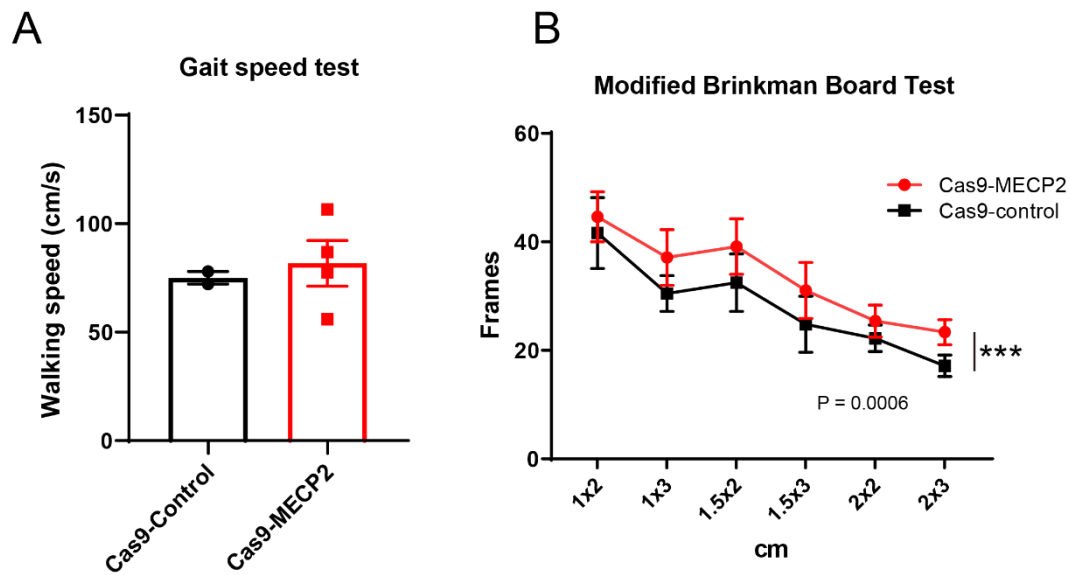 A
Gait speed test
Walking speed (cm/s)
150
100
50
0
Cas9-Control
Cas9-MECP2
B
Modified Brinkman Board Test
Frames
60
40
20
0
Cas9-MECP2
Cas9-control
***
P = 0.0006
1x2
1x3
1.5x2
1.5x3
2x2
2x3
cm